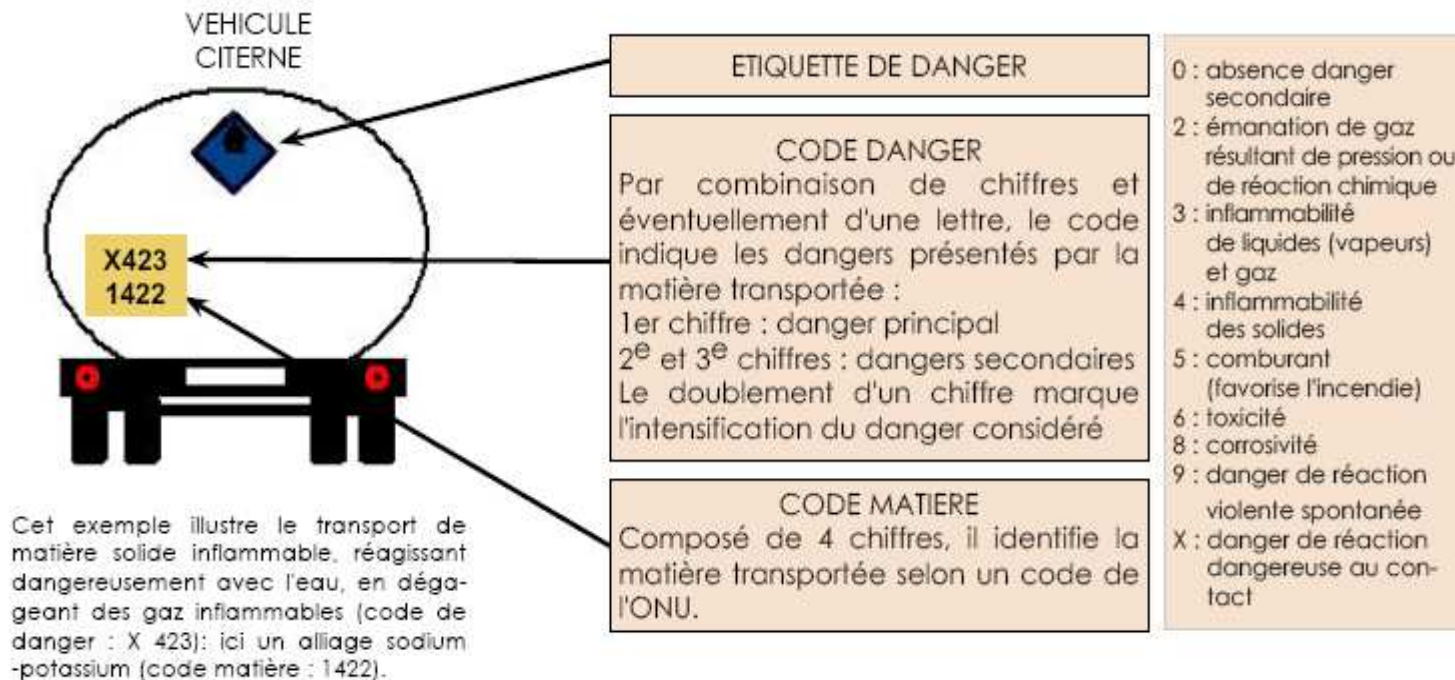 VEHICULE
CITERNE
X423
1422
Cet exemple illustre le transport de
matière solide inflammable, réagissant
dangereusement avec l'eau, en déga-
geant des gaz inflammables (code de
danger : X 423): ici un alliage sodium
-potassium (code matière : 1422).
ETIQUETTE DE DANGER
CODE DANGER
Par combinaison de chiffres et
éventuellement d'une lettre, le code
indique les dangers présentés par la
matière transportée :
1er chiffre : danger principal
2e et 3e chiffres : dangers secondaires
Le doublement d'un chiffre marque
l'intensification du danger considéré
CODE MATIERE
Composé de 4 chiffres, il identifie la
matière transportée selon un code de
l'ONU.
0 : absence danger
secondaire
2 : émanation de gaz
résultant de pression ou
de réaction chimique
3 : inflammabilité
de liquides (vapeurs)
et gaz
4 : inflammabilité
des solides
5 : comburant
(favorise l'incendie)
6 : toxicité
8 : corrosivité
9 : danger de réaction
violente spontanée
X : danger de réaction
dangereuse au con-
tact